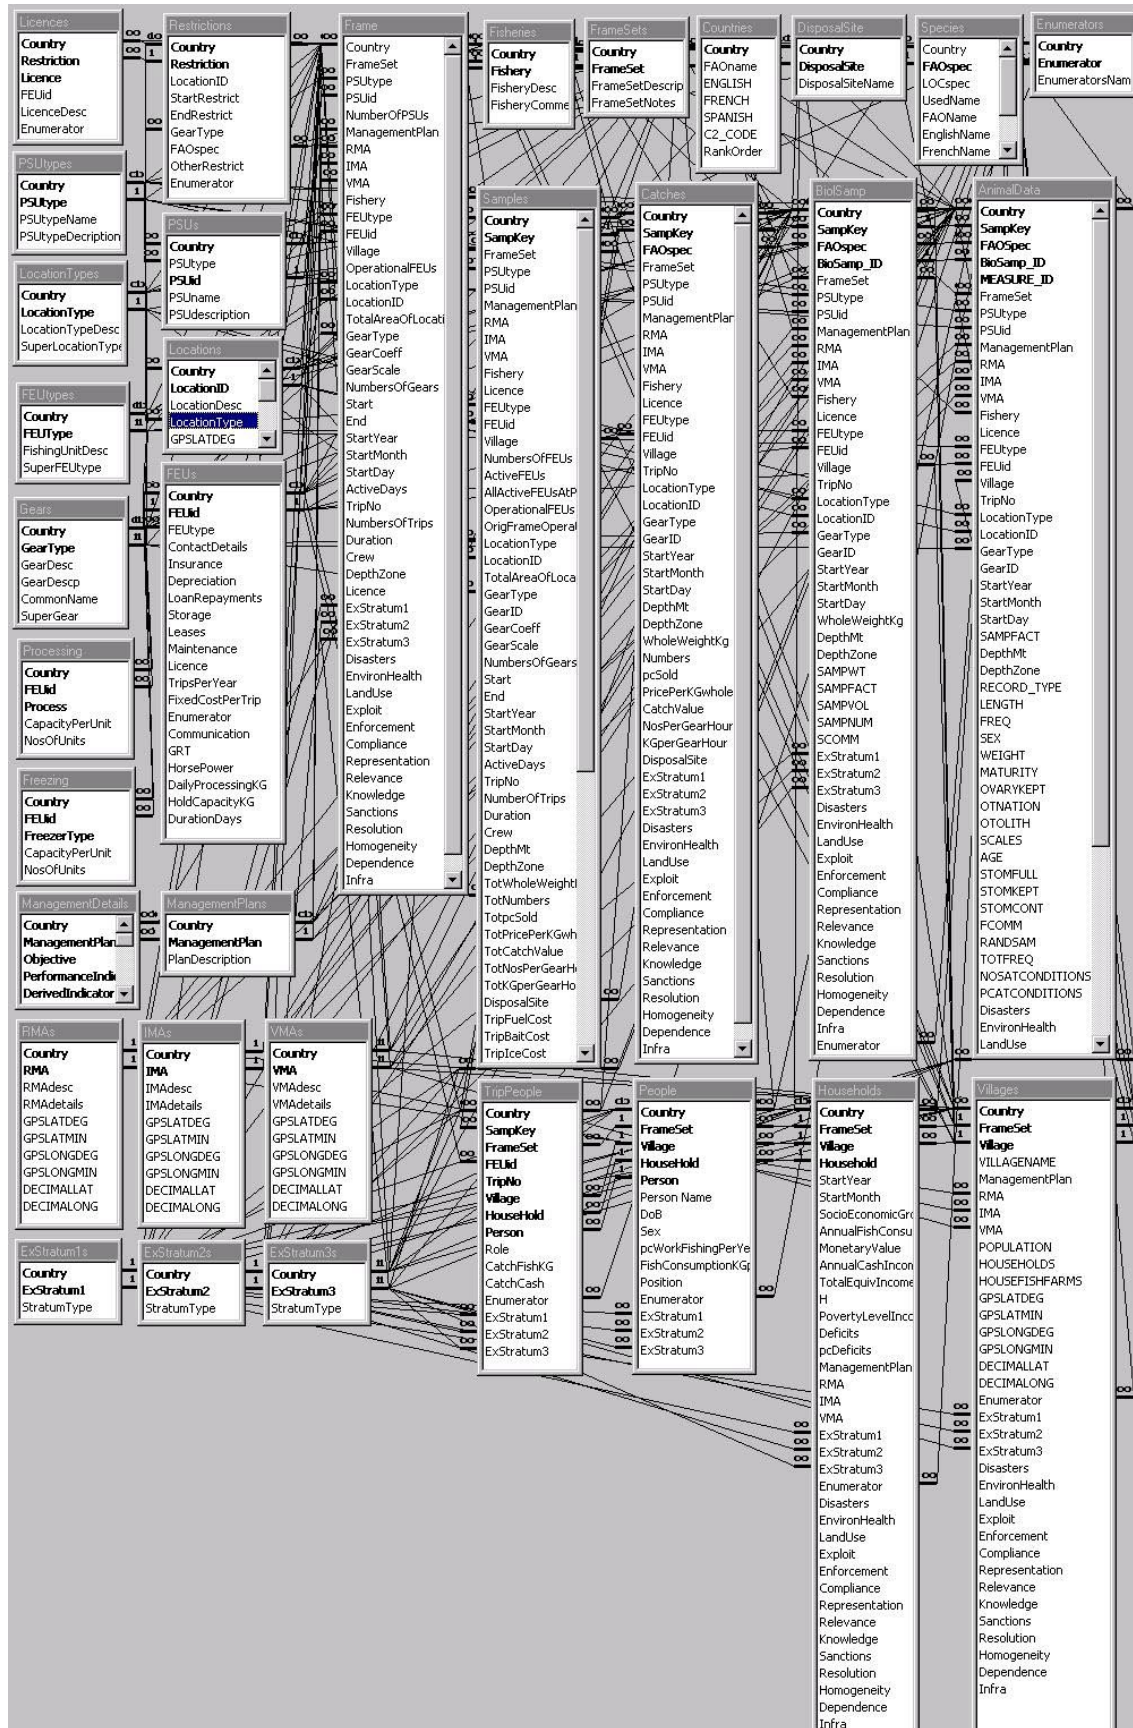 Licences
Country
Restriction
Licence
FEUid
LicenceDesc
Enumerator
Restrictions
Country
Restriction
LocationID
StartRestrict
EndRestrict
GearType
FAOspec
OtherRestrict
Enumerator
Frame
Country
FrameSet
PSUtype
PSUid
NumberOfPSUs
ManagementPlan
RMA
IMA
VMA
Fishery
FEUtype
FEUid
Village
OperationalFEUs
LocationType
LocationID
TotalAreaOfLocati
GearType
GearCoeff
GearScale
NumbersOfGears
Start
End
StartYear
StartMonth
StartDay
ActiveDays
TripNo
NumbersOfTrips
Duration
Crew
DepthZone
Licence
ExStratum1
ExStratum2
ExStratum3
Disasters
EnvironHealth
LandUse
Exploit
Enforcement
Compliance
Representation
Relevance
Knowledge
Sanctions
Resolution
Homogeneity
Dependence
Infra
Fisheries
Country
Fishery
FisheryDesc
FisheryComme
FrameSets
Country
FrameSet
FrameSetDescrip
FrameSetNotes
Countries
Country
FAOname
ENGLISH
FRENCH
SPANISH
C2_CODE
RankOrder
DisposalSite
Country
DisposalSite
DisposalSiteName
Species
Country
FAOspec
LOCspec
UsedName
FAOName
EnglishName
FrenchName
Enumerators
Country
Enumerator
EnumeratorsNam
PSUtypes
Country
PSUtype
PSUtypeName
PSUtypeDecription
PSUs
Country
PSUtype
PSUid
PSUname
PSUdescription
LocationTypes
Country
LocationType
LocationTypeDesc
SuperLocationType
Locations
Country
LocationID
LocationDesc
LocationType
GPSLATDEG
FEUtypes
Country
FEUType
FishingUnitDesc
SuperFEUtype
FEUs
Country
FEUid
FEUtype
ContactDetails
Insurance
Depreciation
LoanRepayments
Storage
Leases
Maintenance
Licence
TripsPerYear
FixedCostPerTrip
Enumerator
Communication
GRT
HorsePower
DailyProcessingKG
HoldCapacityKG
DurationDays
Gears
Country
GearType
GearDesc
GearDescp
CommonName
SuperGear
Processing
Country
FEUid
Process
CapacityPerUnit
NosOfUnits
Freezing
Country
FEUid
FreezerType
CapacityPerUnit
NosOfUnits
ManagementDetails
Country
ManagementPlan
Objective
PerformanceIndi
DerivedIndicator
ManagementPlans
Country
ManagementPlan
PlanDescription
Samples
Country
SampKey
FrameSet
PSUtype
PSUid
ManagementPlan
RMA
IMA
VMA
Fishery
Licence
FEUtype
FEUid
Village
NumbersOfFEUs
ActiveFEUs
AllActiveFEUsAtP
OperationalFEUs
OrigFrameOperal
LocationType
LocationID
TotalAreaOfLoca
GearType
GearID
GearCoeff
GearScale
NumbersOfGears
Start
End
StartYear
StartMonth
StartDay
ActiveDays
TripNo
NumberOfTrips
Duration
Crew
DepthMt
DepthZone
TotWholeWeightI
TotNumbers
TotpcSold
TotPricePerKGwh
TotCatchValue
TotNosPerGearH
TotKGperGearHo
DisposalSite
TripFuelCost
TripBaitCost
TripIceCost
Catches
Country
SampKey
FAOspec
FrameSet
PSUtype
PSUid
ManagementPlan
RMA
IMA
VMA
Fishery
Licence
FEUtype
FEUid
Village
TripNo
LocationType
LocationID
GearType
GearID
StartYear
StartMonth
StartDay
DepthMt
DepthZone
WholeWeightKg
Numbers
pcSold
PricePerKGwhole
CatchValue
NosPerGearHour
KGperGearHour
DisposalSite
ExStratum1
ExStratum2
ExStratum3
Disasters
EnvironHealth
LandUse
Exploit
Enforcement
Compliance
Representation
Relevance
Knowledge
Sanctions
Resolution
Homogeneity
Dependence
Infra
BiolSamp
Country
SampKey
FAOspec
BioSamp_ID
FrameSet
PSUtype
PSUid
ManagementPlan
RMA
IMA
VMA
Fishery
Licence
FEUtype
FEUid
Village
TripNo
LocationType
LocationID
GearType
GearID
StartYear
StartMonth
StartDay
WholeWeightKg
DepthMt
DepthZone
SAMPWT
SAMPFACT
SAMPVOL
SAMPNUM
SCOMM
ExStratum1
ExStratum2
ExStratum3
Disasters
EnvironHealth
LandUse
Exploit
Enforcement
Compliance
Representation
Relevance
Knowledge
Sanctions
Resolution
Homogeneity
Dependence
Infra
Enumerator
AnimalData
Country
SampKey
FAOSpec
BioSamp_ID
MEASURE_ID
FrameSet
PSUtype
PSUid
ManagementPlan
RMA
IMA
VMA
Fishery
Licence
FEUtype
FEUid
Village
TripNo
LocationType
LocationID
GearType
GearID
StartYear
StartMonth
StartDay
SAMPFACT
DepthMt
DepthZone
RECORD_TYPE
LENGTH
FREQ
SEX
WEIGHT
MATURITY
OVARYKEPT
OTNATION
OTOLITH
SCALES
AGE
STOMFULL
STOMKEPT
STOMCONT
FCOMM
RANDSAM
TOTFREQ
NOSATCONDITIONS
PCATCONDITIONS
Disasters
EnvironHealth
LandUse
RMAs
Country
RMA
RMAdesc
RMAdetails
GPSLATDEG
GPSLATMIN
GPSLONGDEG
GPSLONGMIN
DECIMALLAT
DECIMALONG
IMAs
Country
IMA
IMAdesc
IMAdetails
GPSLATDEG
GPSLATMIN
GPSLONGDEG
GPSLONGMIN
DECIMALLAT
DECIMALONG
VMAs
Country
VMA
VMAdesc
VMAdetails
GPSLATDEG
GPSLATMIN
GPSLONGDEG
GPSLONGMIN
DECIMALLAT
DECIMALONG
ExStratum1s
Country
ExStratum1
StratumType
ExStratum2s
Country
ExStratum2
StratumType
ExStratum3s
Country
ExStratum3
StratumType
TripPeople
Country
SampKey
FrameSet
FEUid
TripNo
Village
HouseHold
Person
Role
CatchFishKG
CatchCash
Enumerator
ExStratum1
ExStratum2
ExStratum3
People
Country
FrameSet
Village
HouseHold
Person
Person Name
DoB
Sex
pcWorkFishingPerYe
FishConsumptionKGp
Position
Enumerator
ExStratum1
ExStratum2
ExStratum3
Households
Country
FrameSet
Village
Household
StartYear
StartMonth
SocioEconomicGro
AnnualFishConsu
MonetaryValue
AnnualCashIncon
TotalEquivIncome
H
PovertyLevelInco
Deficits
pcDeficits
ManagementPlan
RMA
IMA
VMA
ExStratum1
ExStratum2
ExStratum3
Enumerator
Disasters
EnvironHealth
LandUse
Exploit
Enforcement
Compliance
Representation
Relevance
Knowledge
Sanctions
Resolution
Homogeneity
Dependence
Infra
Villages
Country
FrameSet
Village
VILLAGENAME
ManagementPlan
RMA
IMA
VMA
POPULATION
HOUSEHOLDS
HOUSEFISHFARMS
GPSLATDEG
GPSLATMIN
GPSLONGDEG
GPSLONGMIN
DECIMALLAT
DECIMALONG
Enumerator
ExStratum1
ExStratum2
ExStratum3
Disasters
EnvironHealth
LandUse
Exploit
Enforcement
Compliance
Representation
Relevance
Knowledge
Sanctions
Resolution
Homogeneity
Dependence
Infra